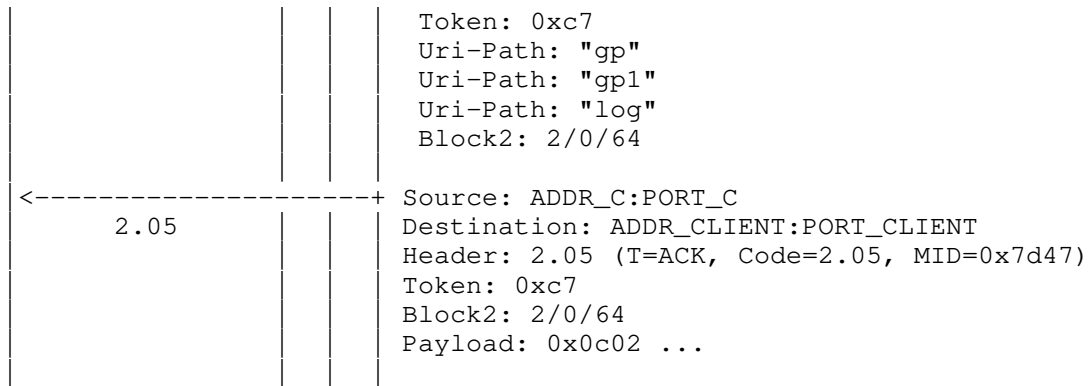 Token: 0xc7
Uri-Path: "gp"
Uri-Path: "gp1"
Uri-Path: "log"
Block2: 2/0/64
<----------------------+ Source: ADDR_C:PORT_C
2.05 Destination: ADDR_CLIENT:PORT_CLIENT
Header: 2.05 (T=ACK, Code=2.05, MID=0x7d47)
Token: 0xc7
Block2: 2/0/64
Payload: 0x0c02 ...